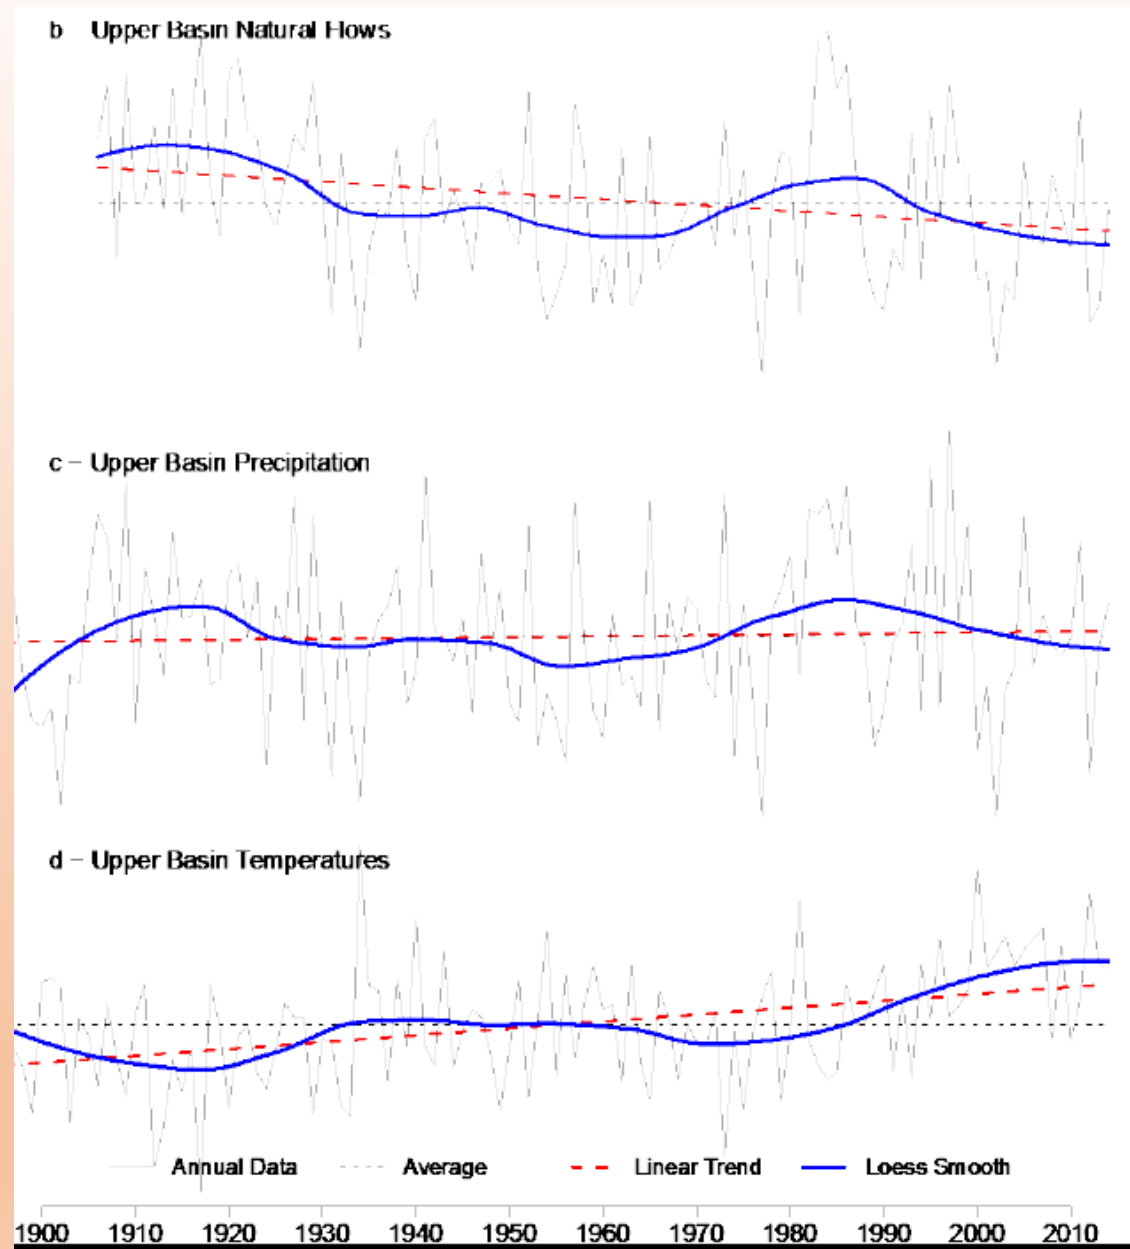 b Upper Basin Natural Flows
c – Upper Basin Precipitation
d – Upper Basin Temperatures
Annual Data Average Linear Trend Loess Smooth
1900 1910 1920 1930 1940 1950 1960 1970 1980 1990 2000 2010